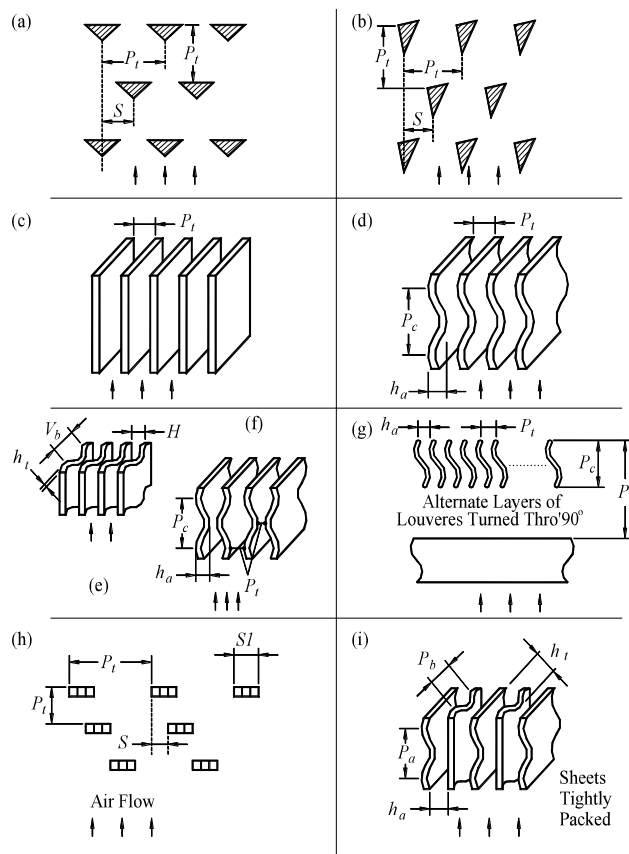 (a)
P_t
P_t
S
(b)
P_t
P_t
S
(c)
P_t
(d)
P_t
P_c
h_a
V_b
H
h_t
(e)
(f)
P_c
h_a
P_t
(g)
h_a
P_t
P_c
P
Alternate Layers of
Louveres Turned Thro'90°
(h)
P_t
S1
P_t
S
Air Flow
(i)
P_b
h_t
P_a
h_a
Sheets
Tightly
Packed